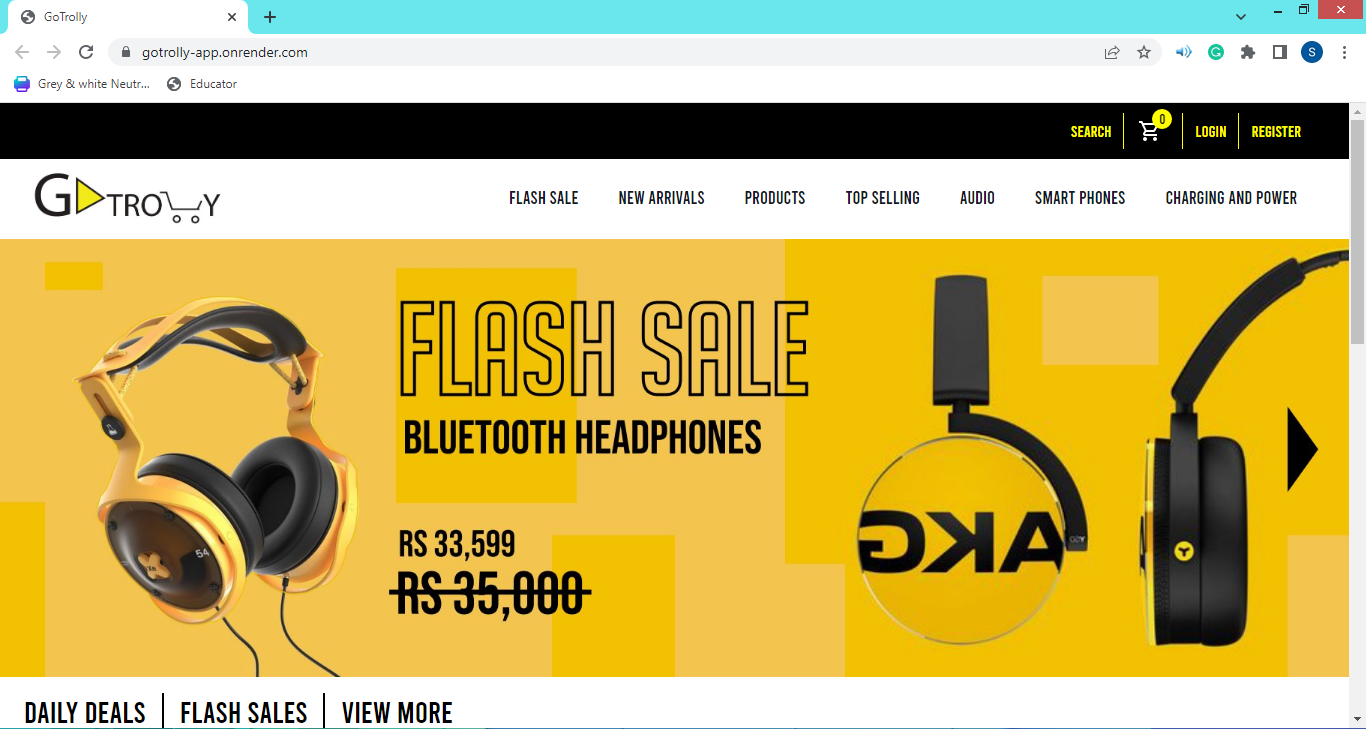 GoTrolly
gotrolly-app.onrender.com
S
Grey & white Neutr...
Educator
SEARCH
0
LOGIN
REGISTER
GOTROLLY
FLASH SALE
NEW ARRIVALS
PRODUCTS
TOP SELLING
AUDIO
SMART PHONES
CHARGING AND POWER
FLASH SALE
BLUETOOTH HEADPHONES
RS 33,599
RS 35,000
54
AKG
DAILY DEALS
FLASH SALES
VIEW MORE